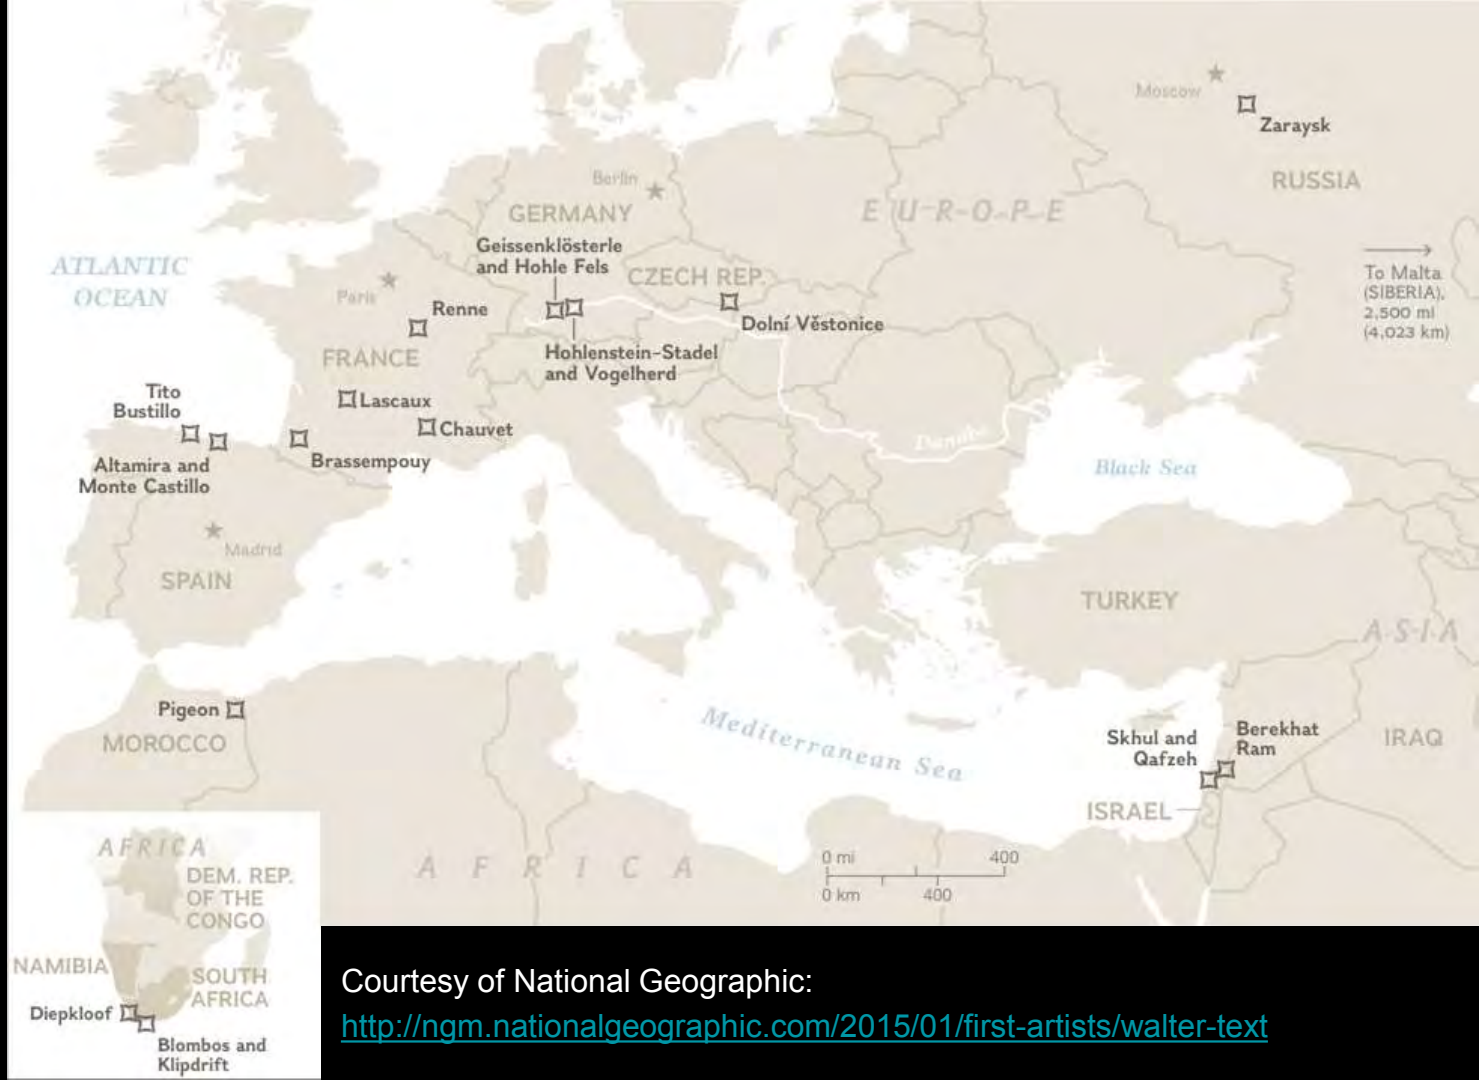 Moscow
Zaraysk
RUSSIA
Berlin
GERMANY
E-U-R-O-P-E
Geissenklösterle
and Hohle Fels
CZECH REP.
ATLANTIC
OCEAN
To Malta
(SIBERIA),
2,500 mi
(4,023 km)
Paris
Renne
Dolní Věstonice
FRANCE
Hohlenstein-Stadel
and Vogelherd
Tito
Bustillo
Lascaux
Chauvet
Danube
Brassempouy
Altamira and
Monte Castillo
Black Sea
Madrid
SPAIN
TURKEY
A-S-I-A
Pigeon
MOROCCO
Mediterranean Sea
Skhul and
Qafzeh
Berekhat
Ram
IRAQ
ISRAEL
A F R I C A
0 mi 400
0 km 400
AFRICA
DEM. REP.
OF THE
CONGO
NAMIBIA
SOUTH
AFRICA
Diepkloof
Blombos and
Klipdrift
Courtesy of National Geographic:
http://ngm.nationalgeographic.com/2015/01/first-artists/walter-text